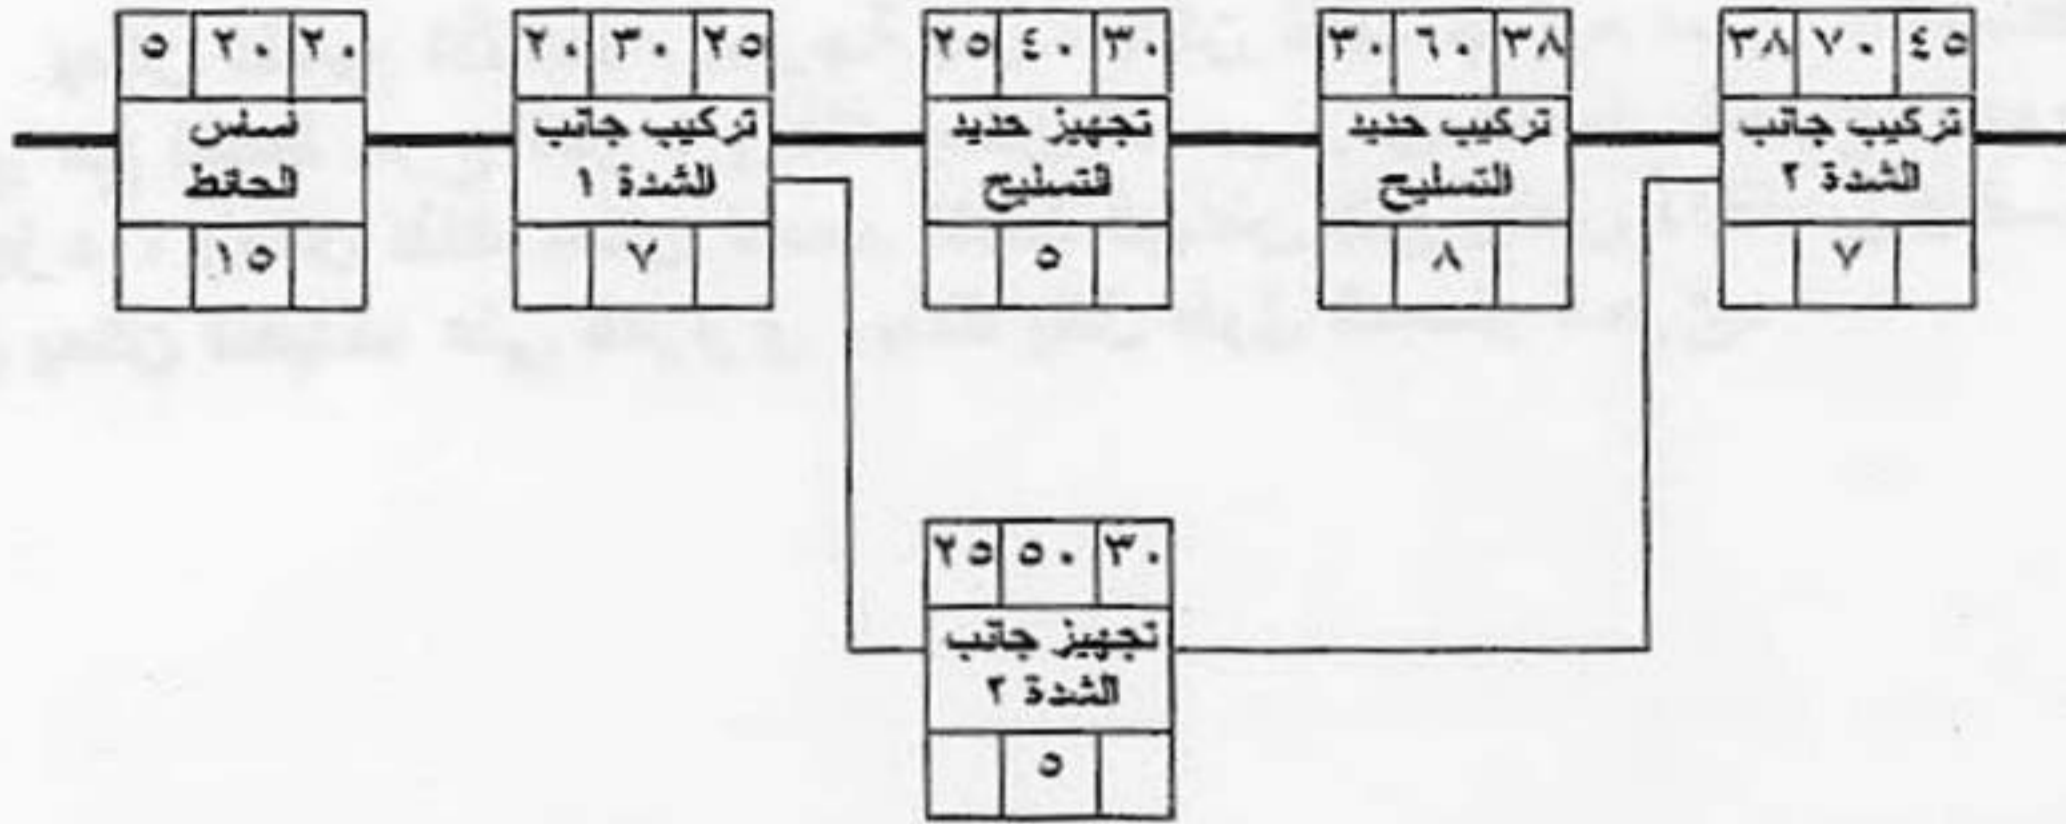 ٥ ٢٠ ٢٠
أساس
الحائط
١٥
٢٠ ٣٠ ٢٥
تركيب جانب
الشدة ١
٧
٢٥ ٤٠ ٣٠
تجهيز حديد
التسليح
٥
٣٠ ٦٠ ٣٨
تركيب حديد
التسليح
٨
٣٨ ٧٠ ٤٥
تركيب جانب
الشدة ٢
٧
٢٥ ٥٠ ٣٠
تجهيز جانب
الشدة ٢
٥